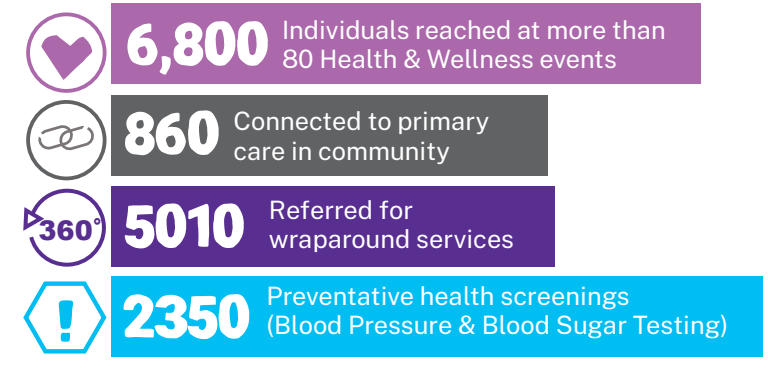 6,800 Individuals reached at more than
80 Health & Wellness events
860 Connected to primary
care in community
360°
5010 Referred for
wraparound services
2350 Preventative health screenings
(Blood Pressure & Blood Sugar Testing)